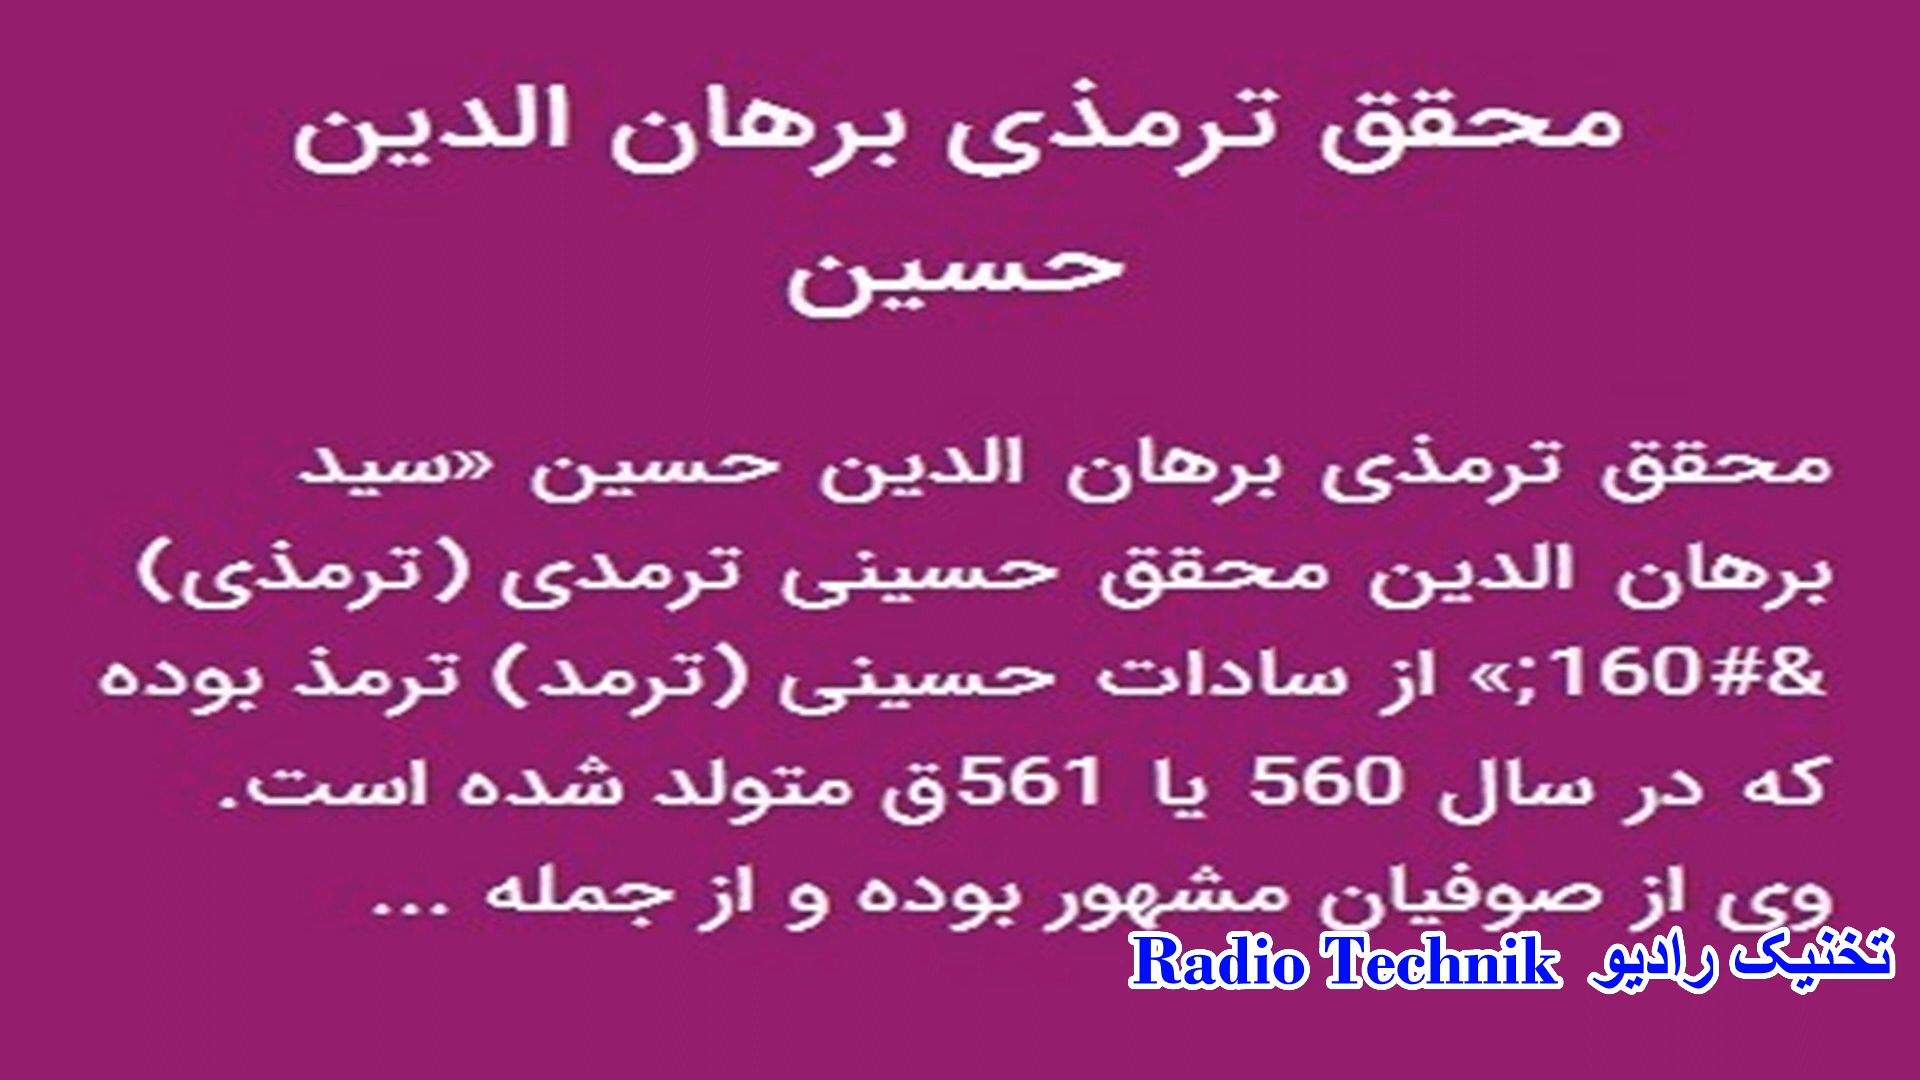 محقق ترمذی برهان الدین
حسین
محقق ترمذی برهان الدین حسین «سید
برهان الدین محقق حسینی ترمدی (ترمذی)
&#160;» از سادات حسینی (ترمد) ترمذ بوده
که در سال 560 یا 561ق متولد شده است.
وی از صوفیان مشهور بوده و از جمله ...
تخنیک رادیو Radio Technik